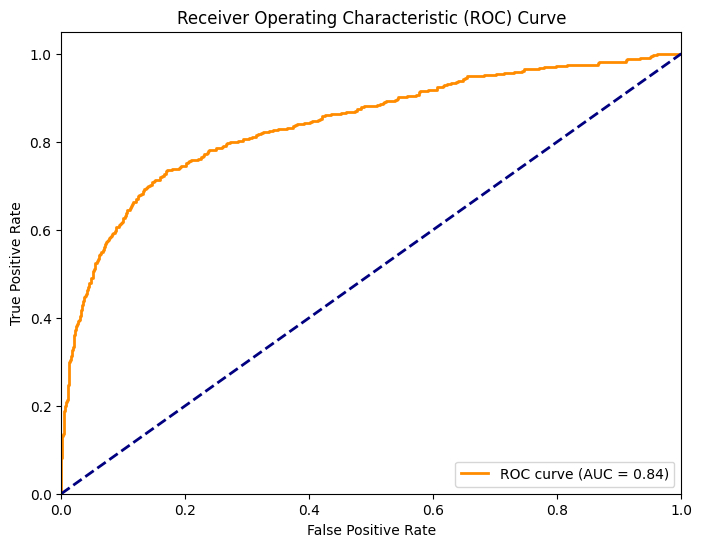 Receiver Operating Characteristic (ROC) Curve
1.0
0.8
0.6
0.4
0.2
0.0
True Positive Rate
ROC curve (AUC = 0.84)
0.0 0.2 0.4 0.6 0.8 1.0
False Positive Rate